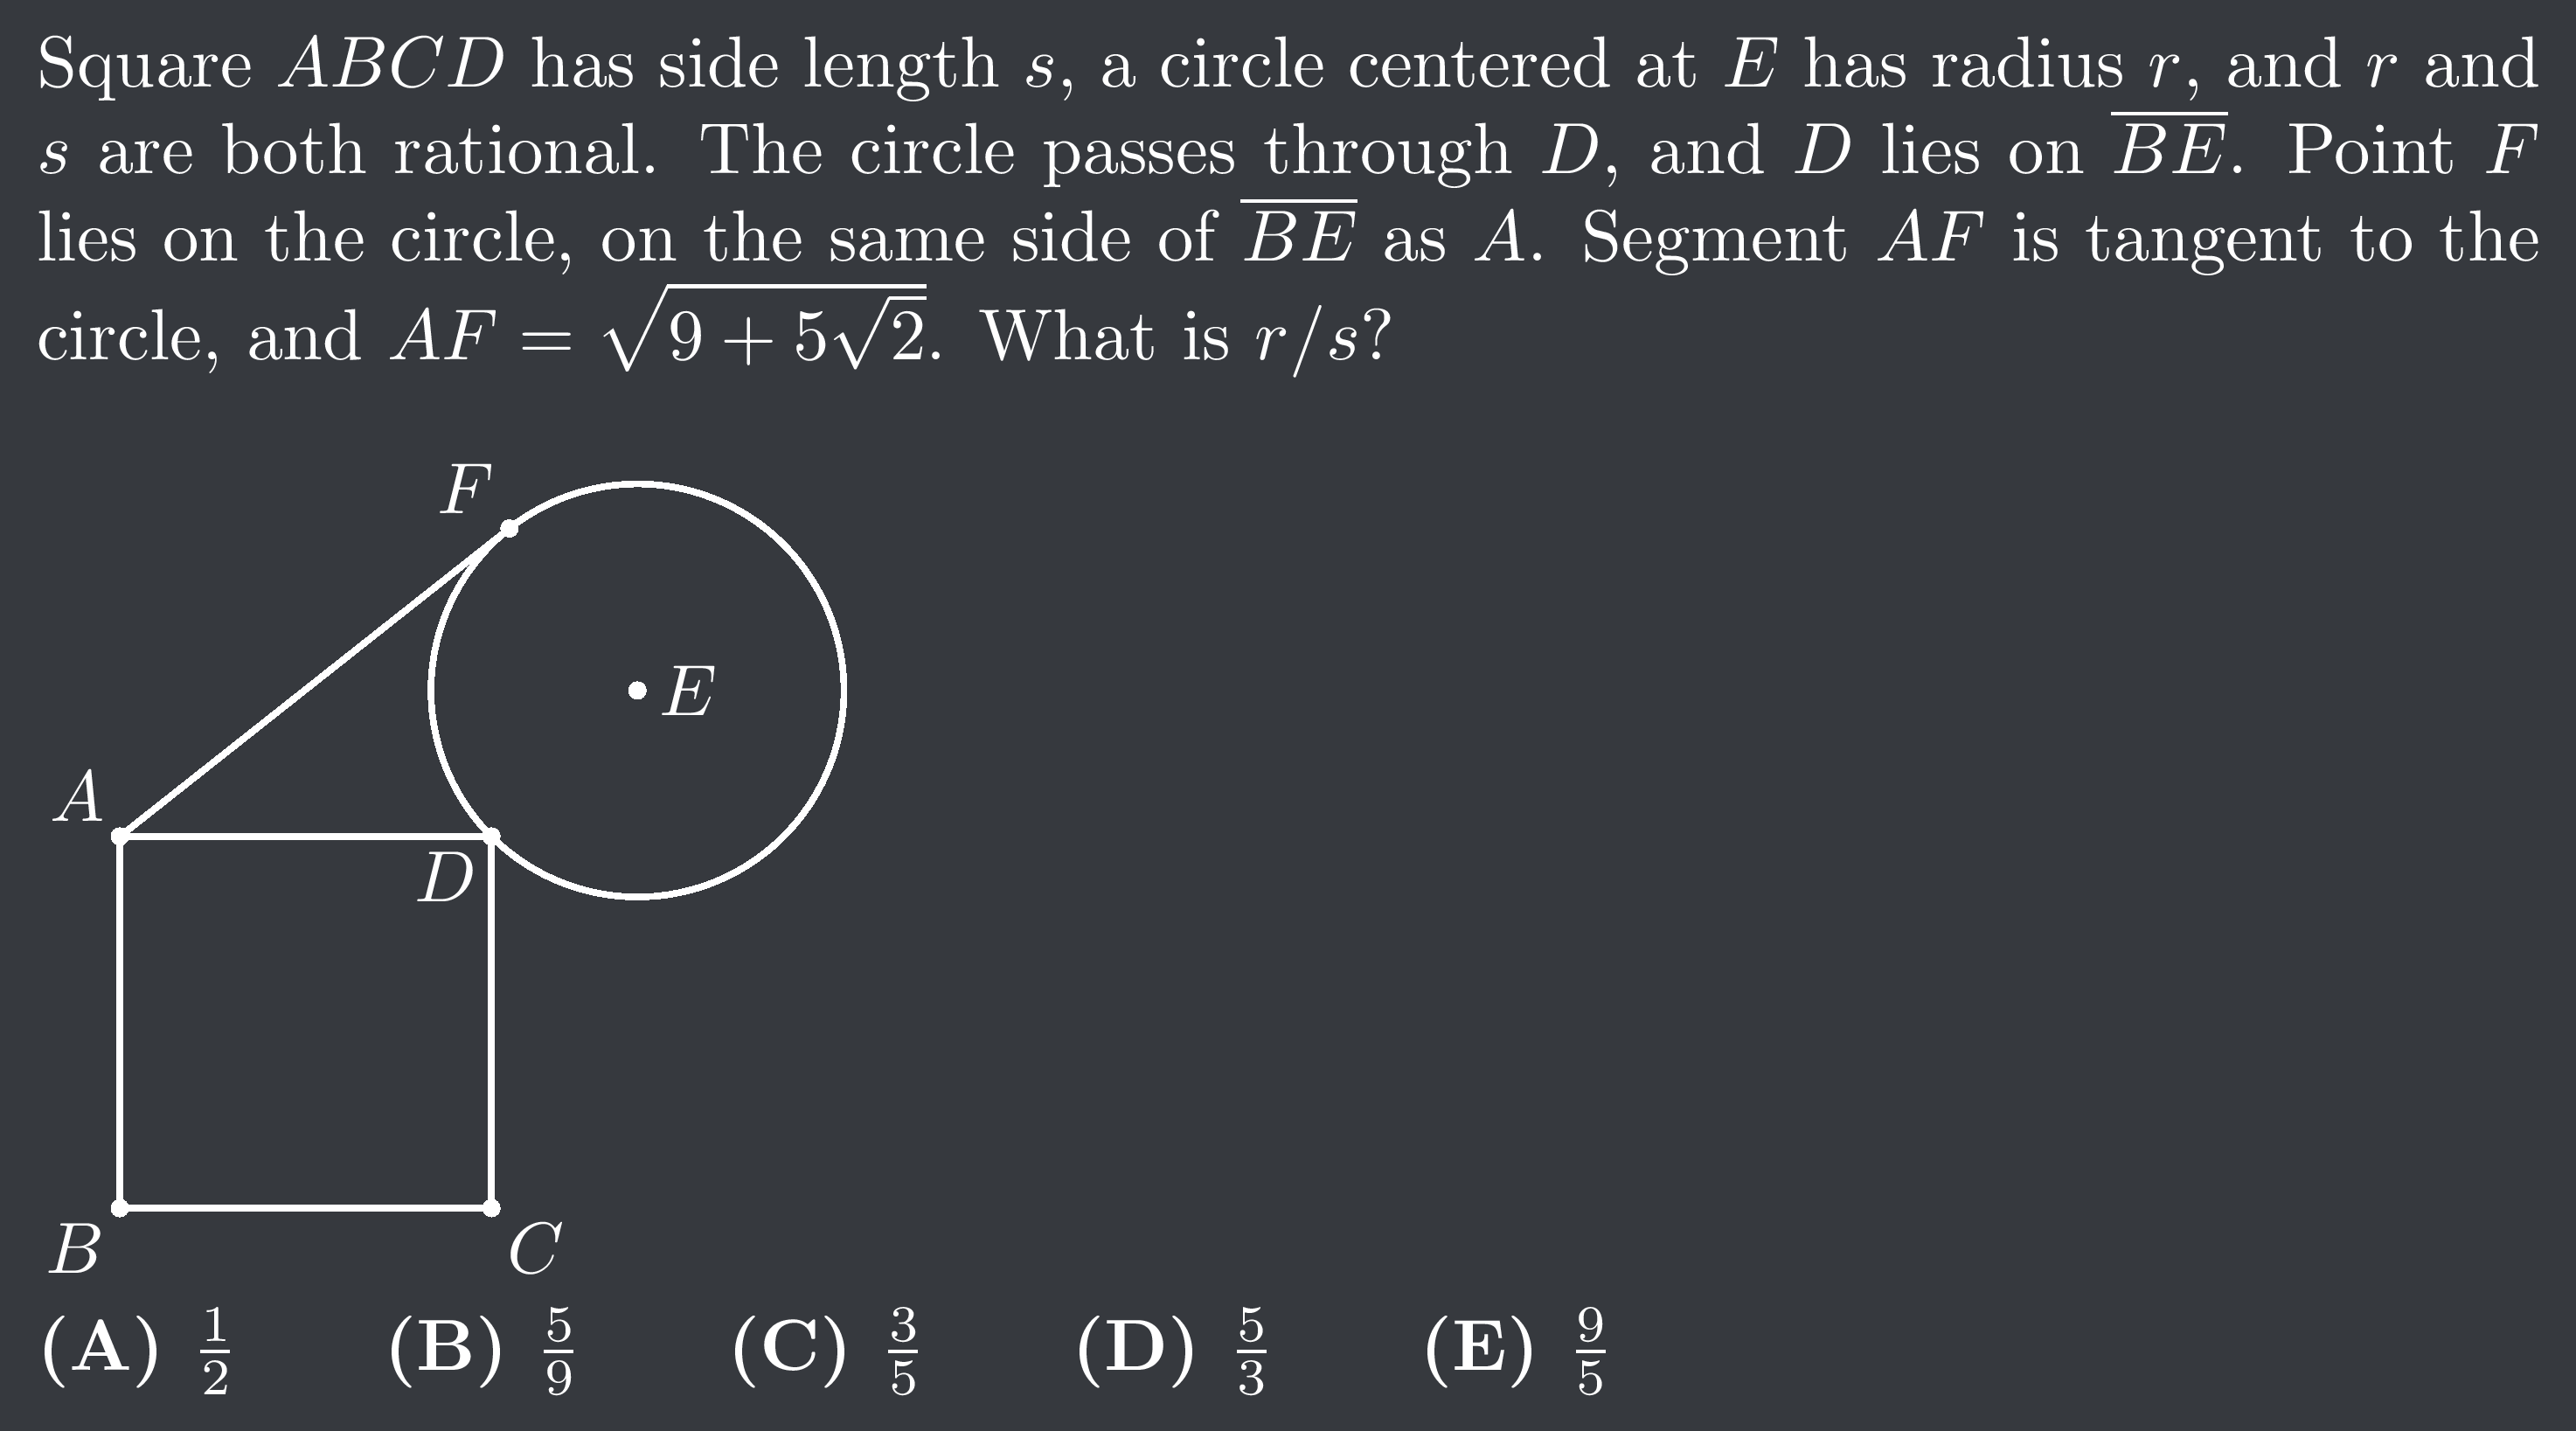 Square ABCD has side length s, a circle centered at E has radius r, and r and
s are both rational. The circle passes through D, and D lies on $\overline{BE}$. Point F
lies on the circle, on the same side of $\overline{BE}$ as A. Segment AF is tangent to the
circle, and $AF = \sqrt{9 + 5\sqrt{2}}$. What is r/s?
F
E
A
D
B
C
(A) $\frac{1}{2}$ (B) $\frac{5}{9}$ (C) $\frac{3}{5}$ (D) $\frac{5}{3}$ (E) $\frac{9}{5}$